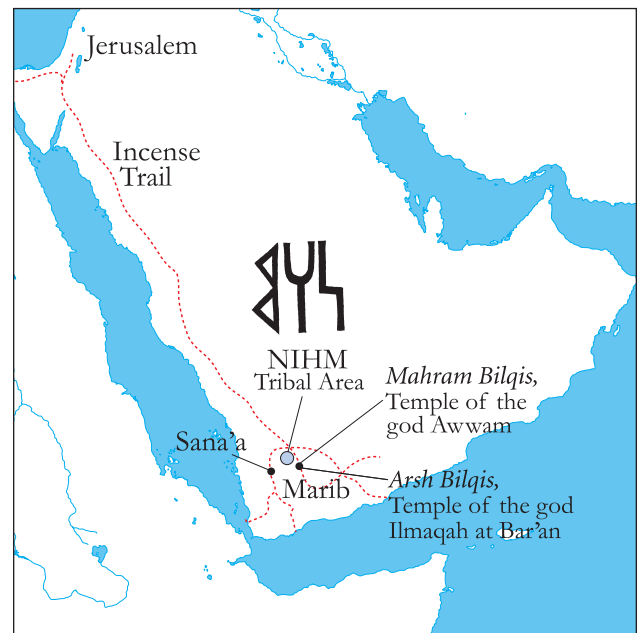 Jerusalem
Incense
Trail
𐩬𐩠𐩣
NIHM
Tribal Area
Mahram Bilqis,
Temple of the
god Awwam
Sana’a
Marib
Arsh Bilqis,
Temple of the god
Ilmaqah at Bar’an